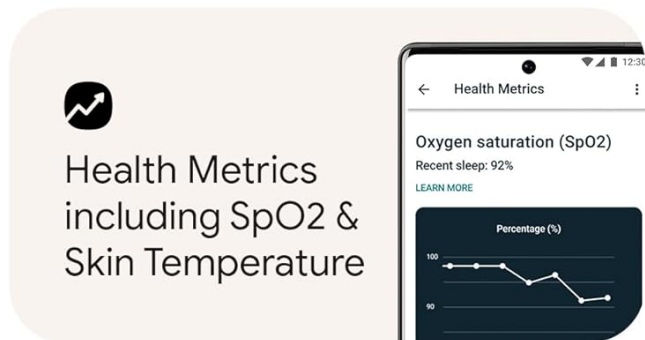 Health Metrics
including SpO2 &
Skin Temperature
12:30
Health Metrics
Oxygen saturation (SpO2)
Recent sleep: 92%
LEARN MORE
Percentage (%)
100
90